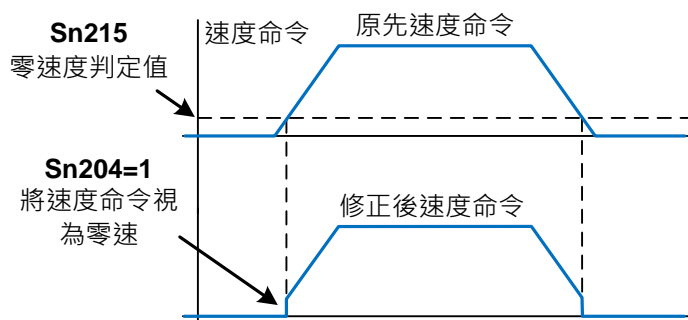 Sn215
零速度判定值
速度命令
原先速度命令
Sn204=1
將速度命令視
為零速
修正後速度命令